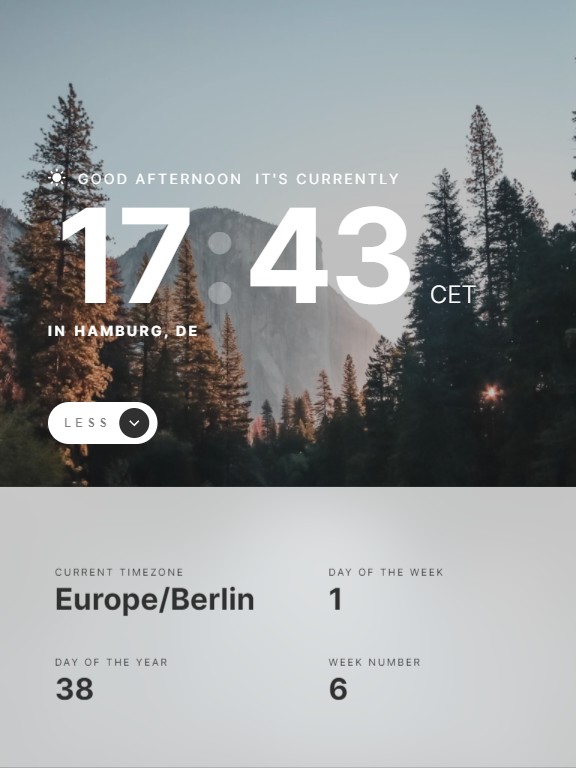 GOOD AFTERNOON IT'S CURRENTLY
17:43 CET
IN HAMBURG, DE
LESS
CURRENT TIMEZONE
Europe/Berlin
DAY OF THE WEEK
1
DAY OF THE YEAR
38
WEEK NUMBER
6